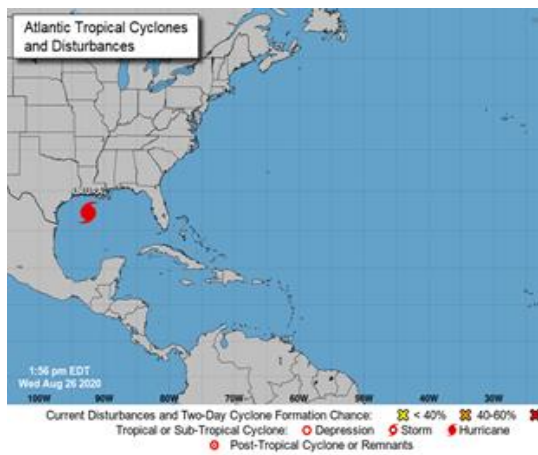 Atlantic Tropical Cyclones
and Disturbances
1:56 pm EDT
Wed Aug 26 2020
100W 90W 80W 70W 60W 50W 40W 30W
Current Disturbances and Two-Day Cyclone Formation Chance: < 40% 40-60%
Tropical or Sub-Tropical Cyclone: Depression Storm Hurricane
Post-Tropical Cyclone or Remnants